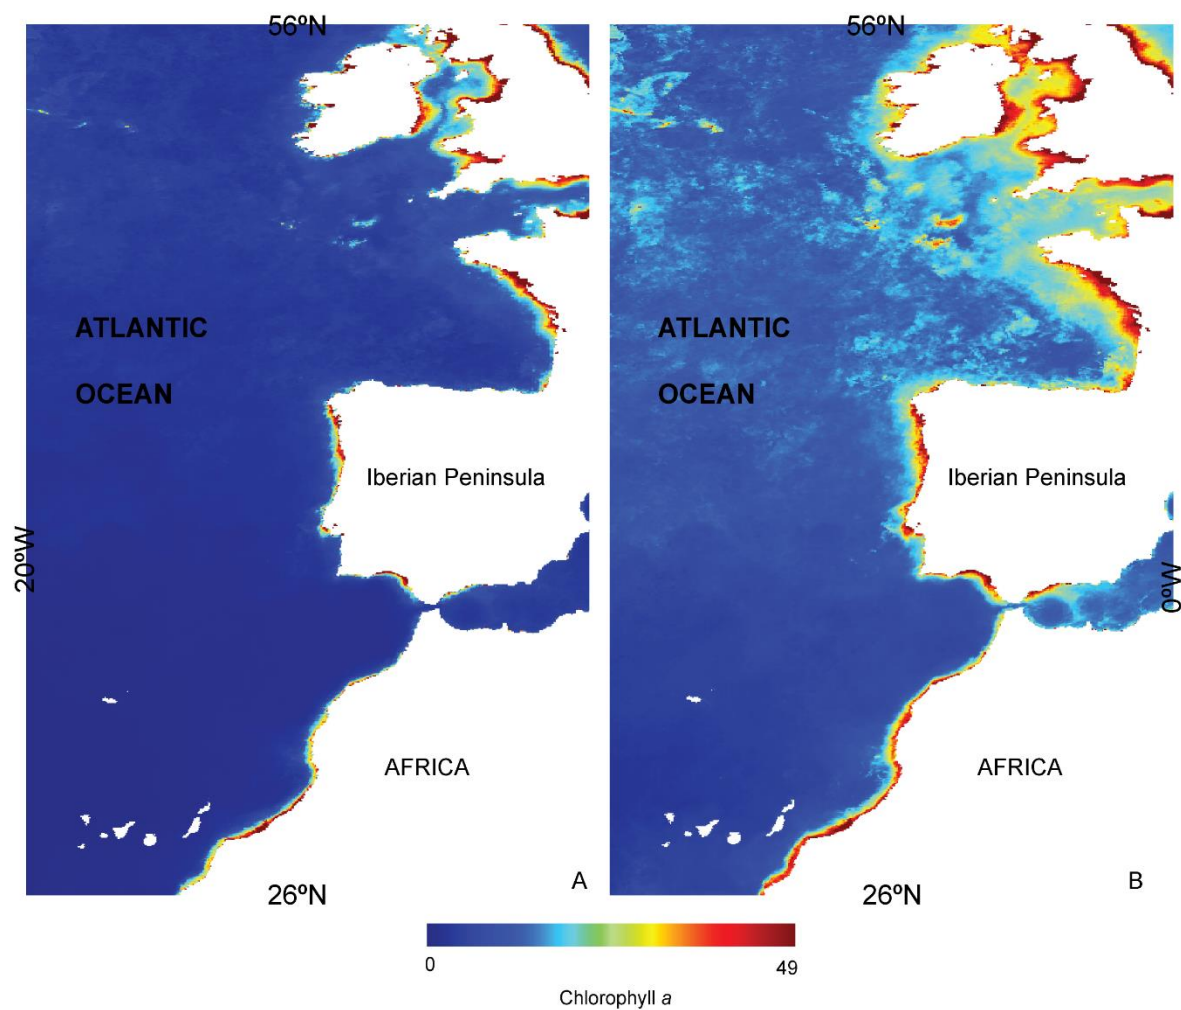 56ºN
56ºN
ATLANTIC
OCEAN
ATLANTIC
OCEAN
Iberian Peninsula
Iberian Peninsula
20ºW
0ºW
AFRICA
AFRICA
A
B
26ºN
26ºN
0
49
Chlorophyll a